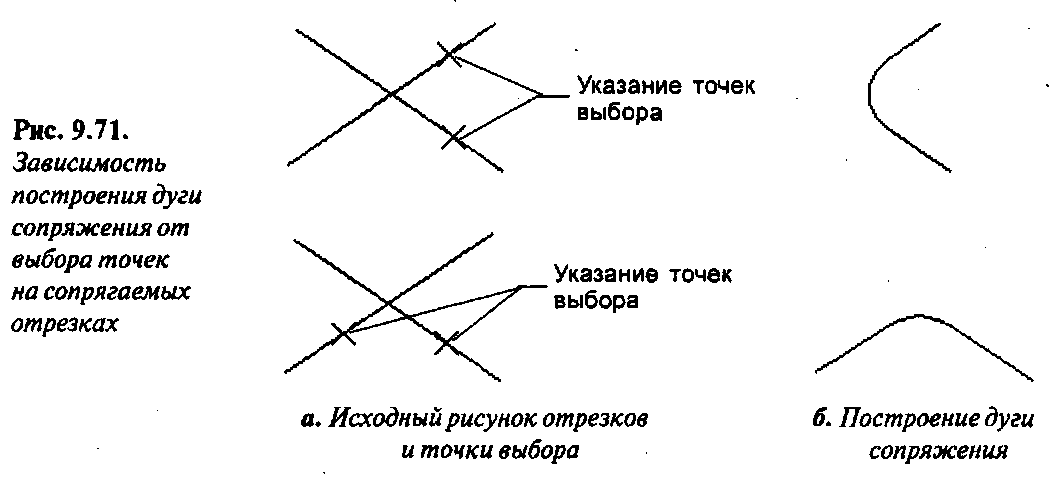 Рис. 9.71.
Зависимость
построения дуги
сопряжения от
выбора точек
на сопрягаемых
отрезках
Указание точек
выбора
Указание точек
выбора
а. Исходный рисунок отрезков
и точки выбора
б. Построение дуги
сопряжения